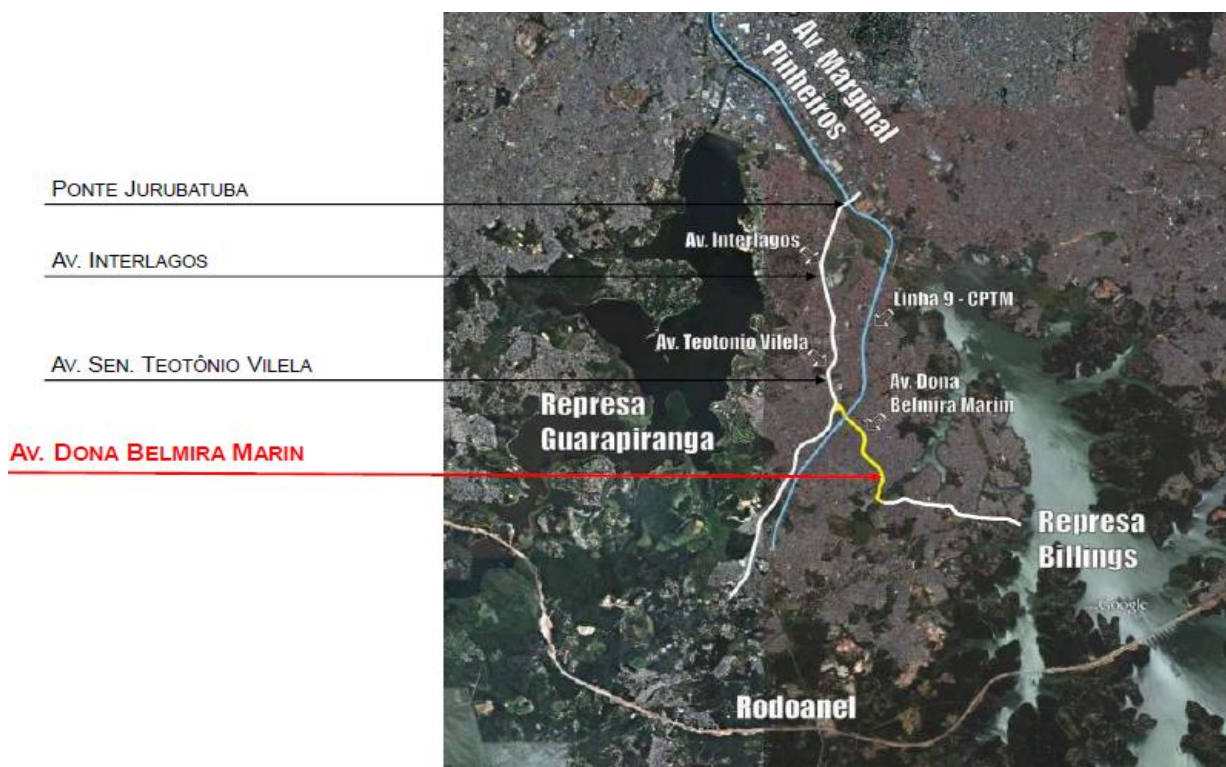 Av. Marginal
Pinheiros
PONTE JURUBATUBA
Av. Interlagos
AV. INTERLAGOS
Linha 9 - CPTM
Av. Teotonio Vilela
AV. SEN. TEOTÔNIO VILELA
Av. Dona
Belmira Marim
Represa
Guarapiranga
AV. DONA BELMIRA MARIN
Represa
Billings
Google
Rodoanel